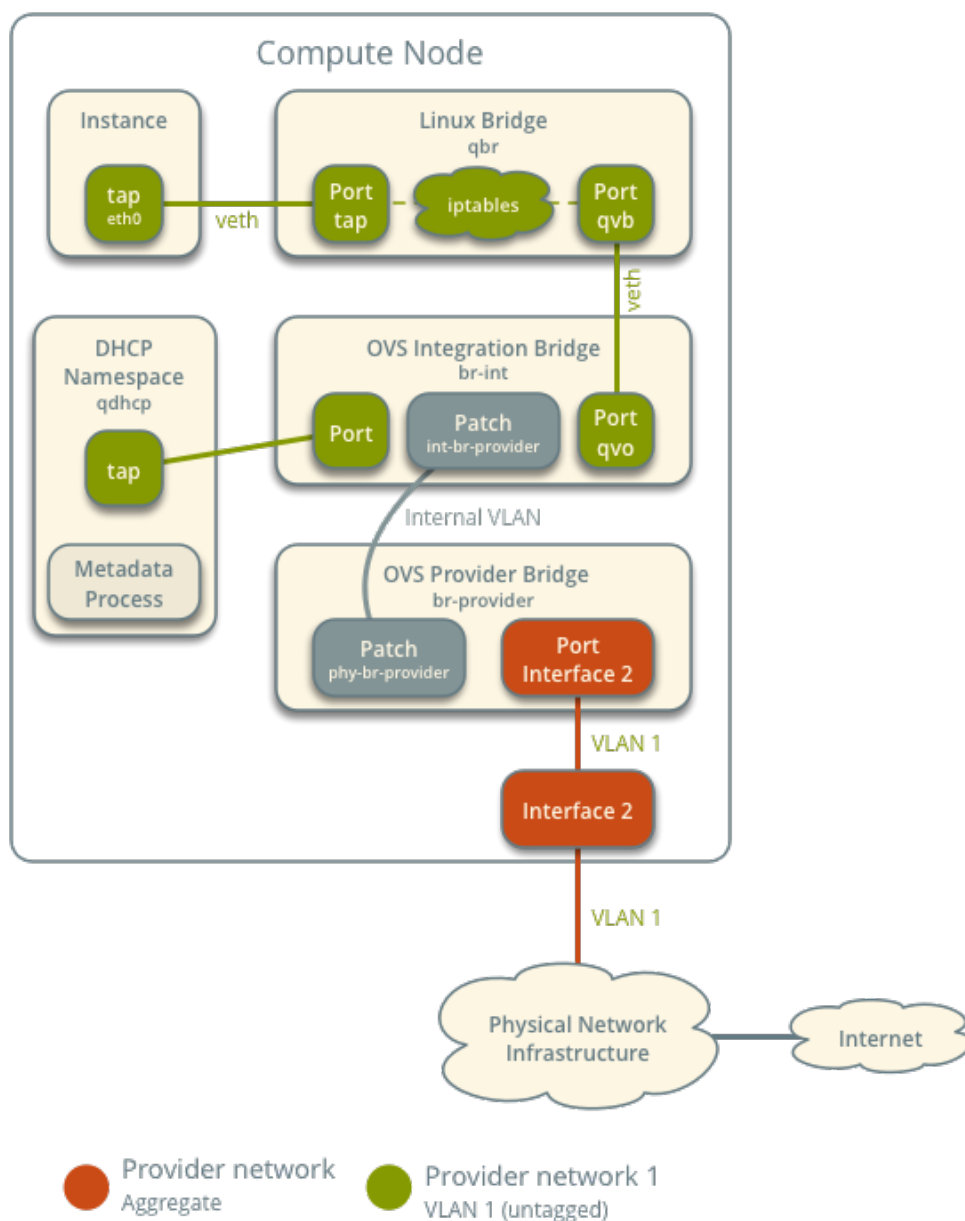 Compute Node
Instance
tap
eth0
veth
Linux Bridge
qbr
Port
tap
iptables
Port
qvb
veth
DHCP
Namespace
qdhcp
tap
Metadata
Process
OVS Integration Bridge
br-int
Port
Patch
int-br-provider
Port
qvo
Internal VLAN
OVS Provider Bridge
br-provider
Patch
phy-br-provider
Port
Interface 2
VLAN 1
Interface 2
VLAN 1
Physical Network
Infrastructure
Internet
Provider network
Aggregate
Provider network 1
VLAN 1 (untagged)